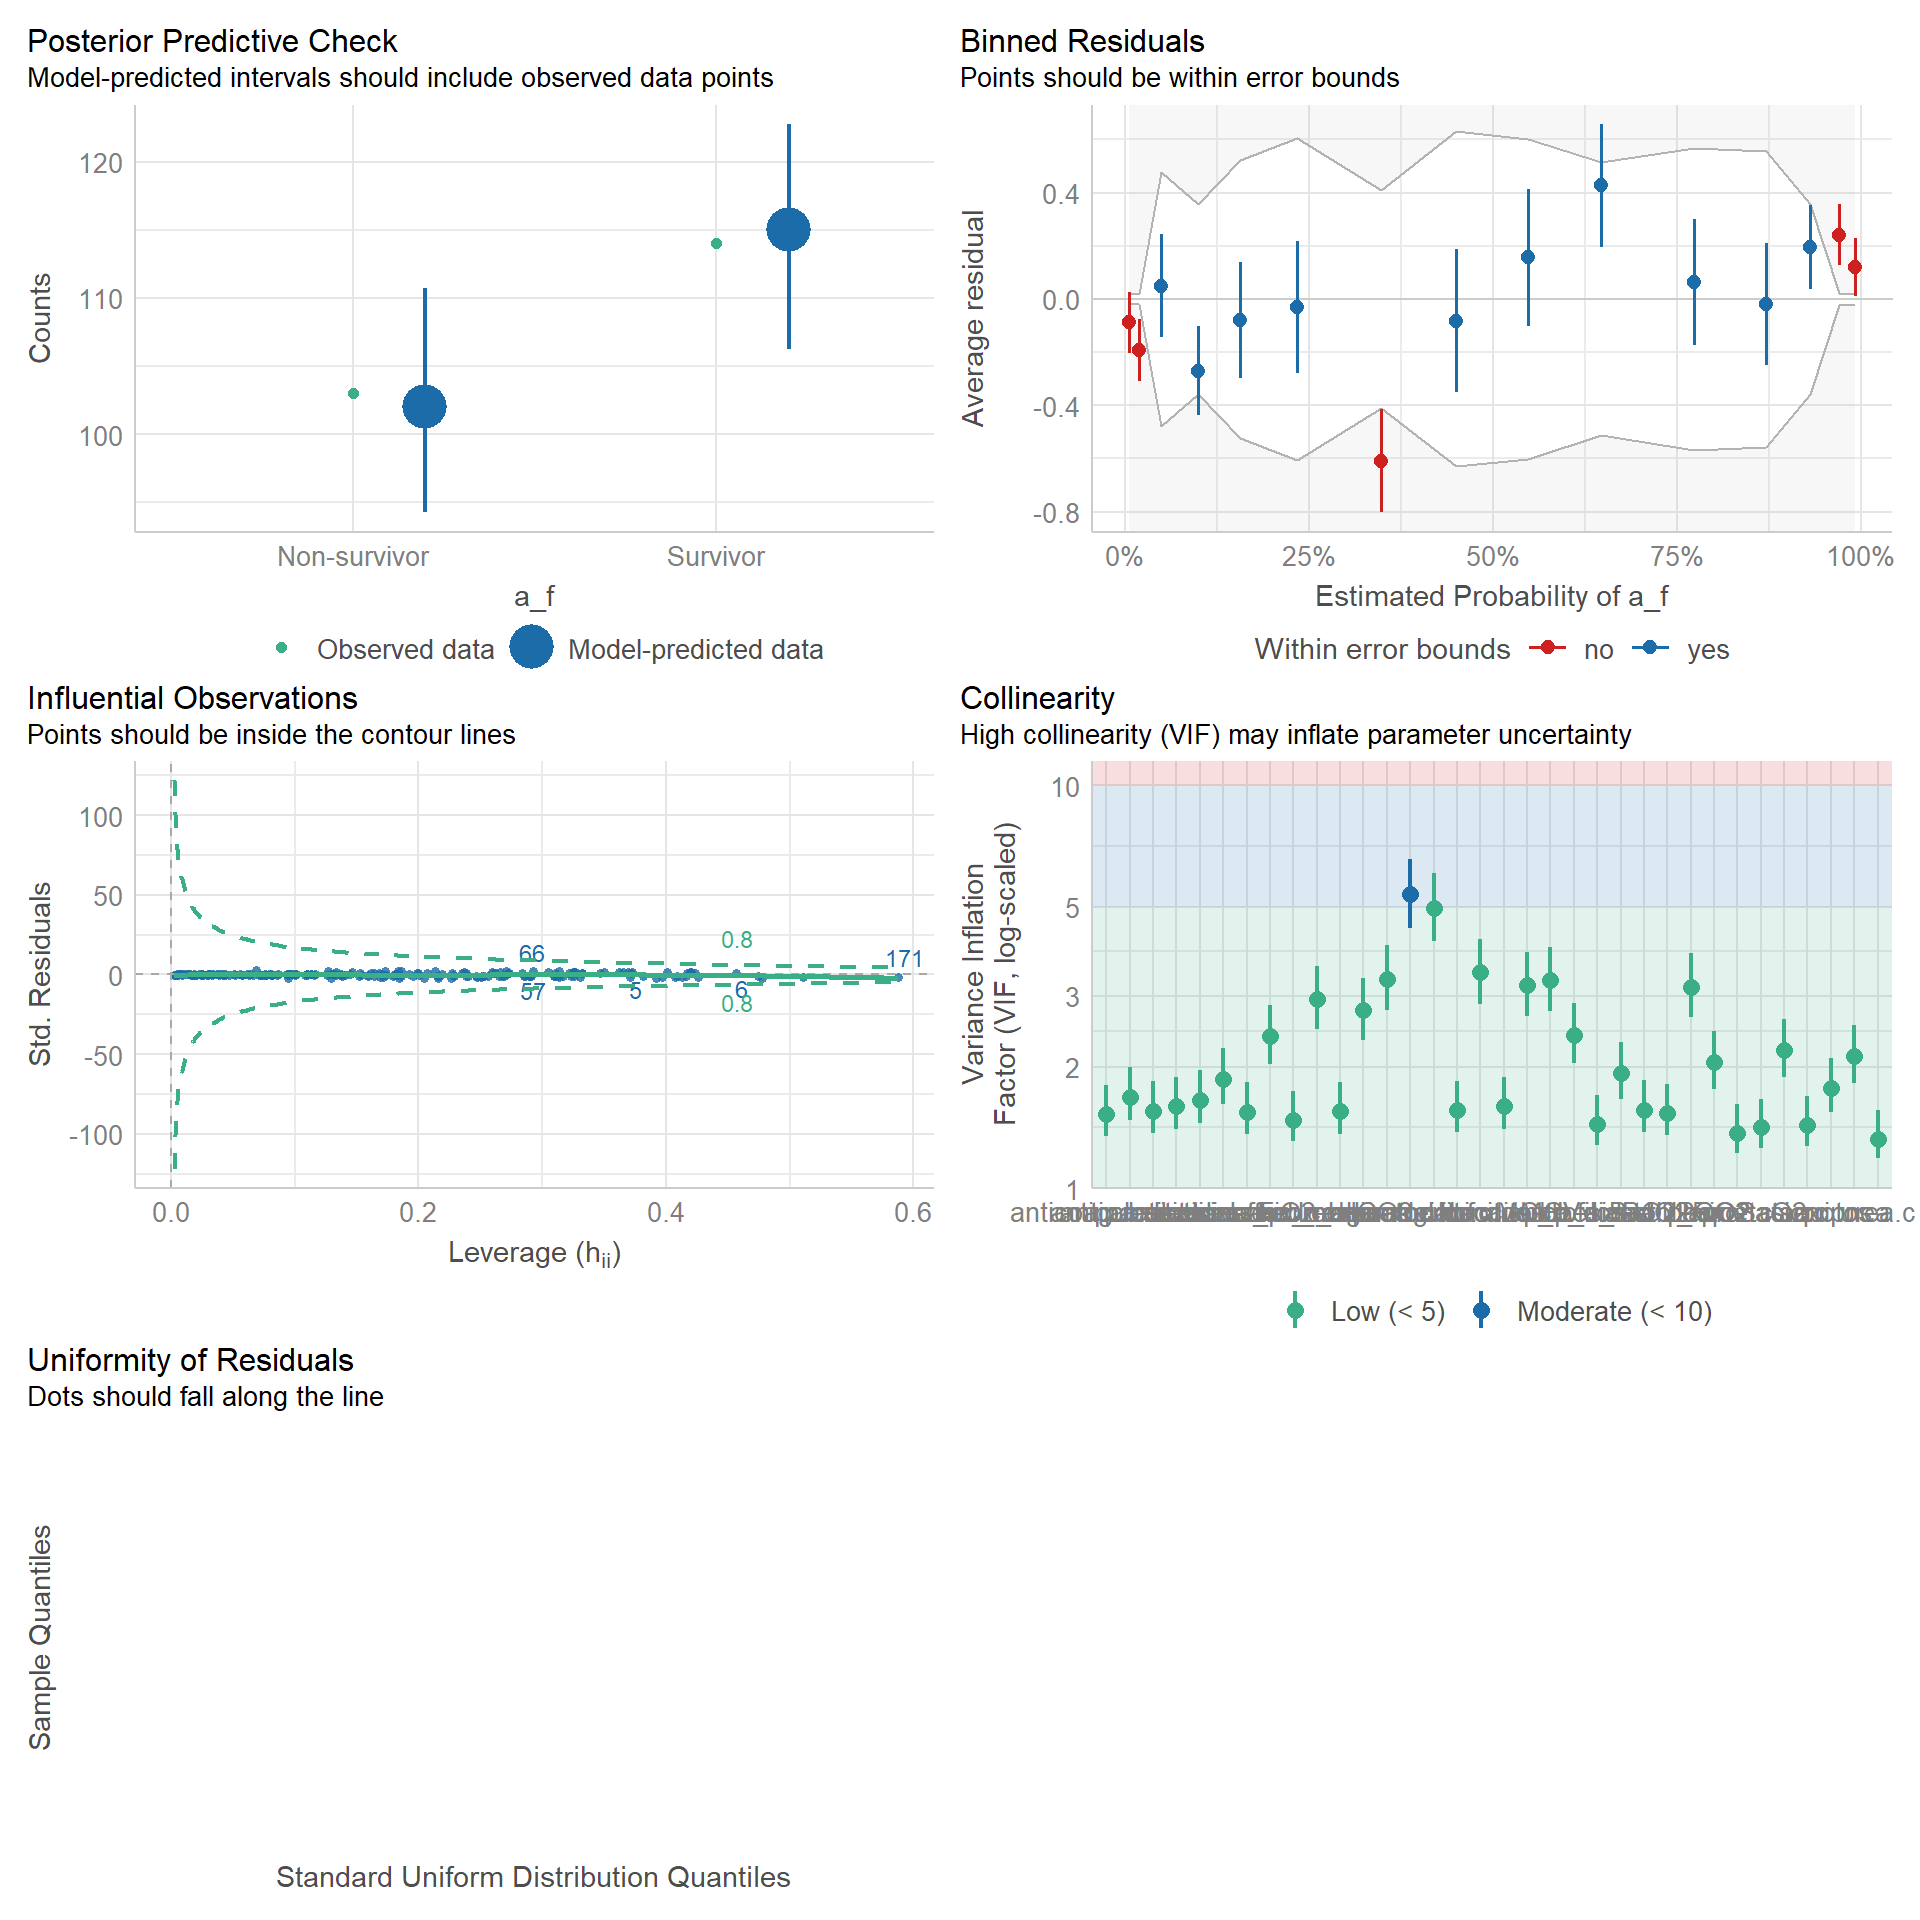 Posterior Predictive Check
Model-predicted intervals should include observed data points
Counts
120
110
100
Non-survivor
Survivor
a_f
Observed data
Model-predicted data
Binned Residuals
Points should be within error bounds
Average residual
0.4
0.0
-0.4
-0.8
0%
25%
50%
75%
100%
Estimated Probability of a_f
Within error bounds
no
yes
Influential Observations
Points should be inside the contour lines
Std. Residuals
100
50
0
-50
-100
66
0.8
171
57
5
6
0.8
0.0
0.2
0.4
0.6
Leverage (hii)
Collinearity
High collinearity (VIF) may inflate parameter uncertainty
Variance Inflation
Factor (VIF, log-scaled)
10
5
3
2
1
Low (< 5)
Moderate (< 10)
Uniformity of Residuals
Dots should fall along the line
Sample Quantiles
Standard Uniform Distribution Quantiles